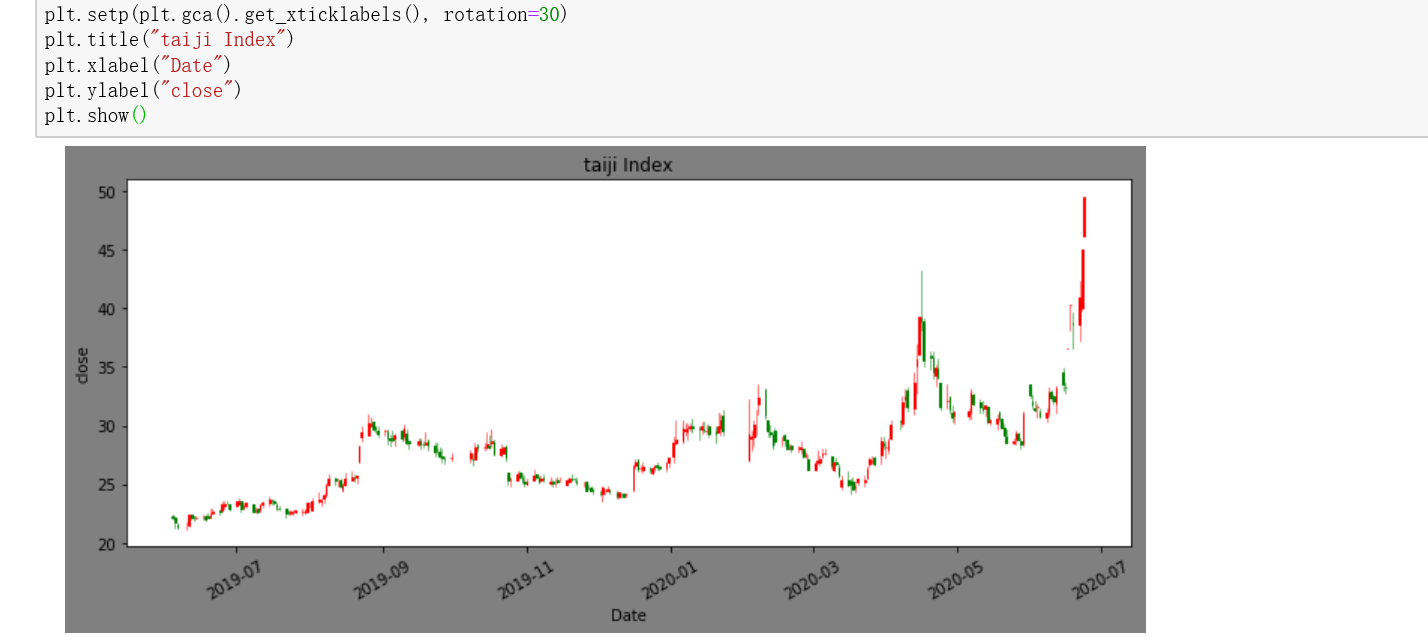 plt.setp(plt.gca().get_xticklabels(), rotation=30)
plt.title("taiji Index")
plt.xlabel("Date")
plt.ylabel("close")
plt.show()
taiji Index
50
45
40
35
30
25
20
close
2019-07
2019-09
2019-11
2020-01
2020-03
2020-05
2020-07
Date